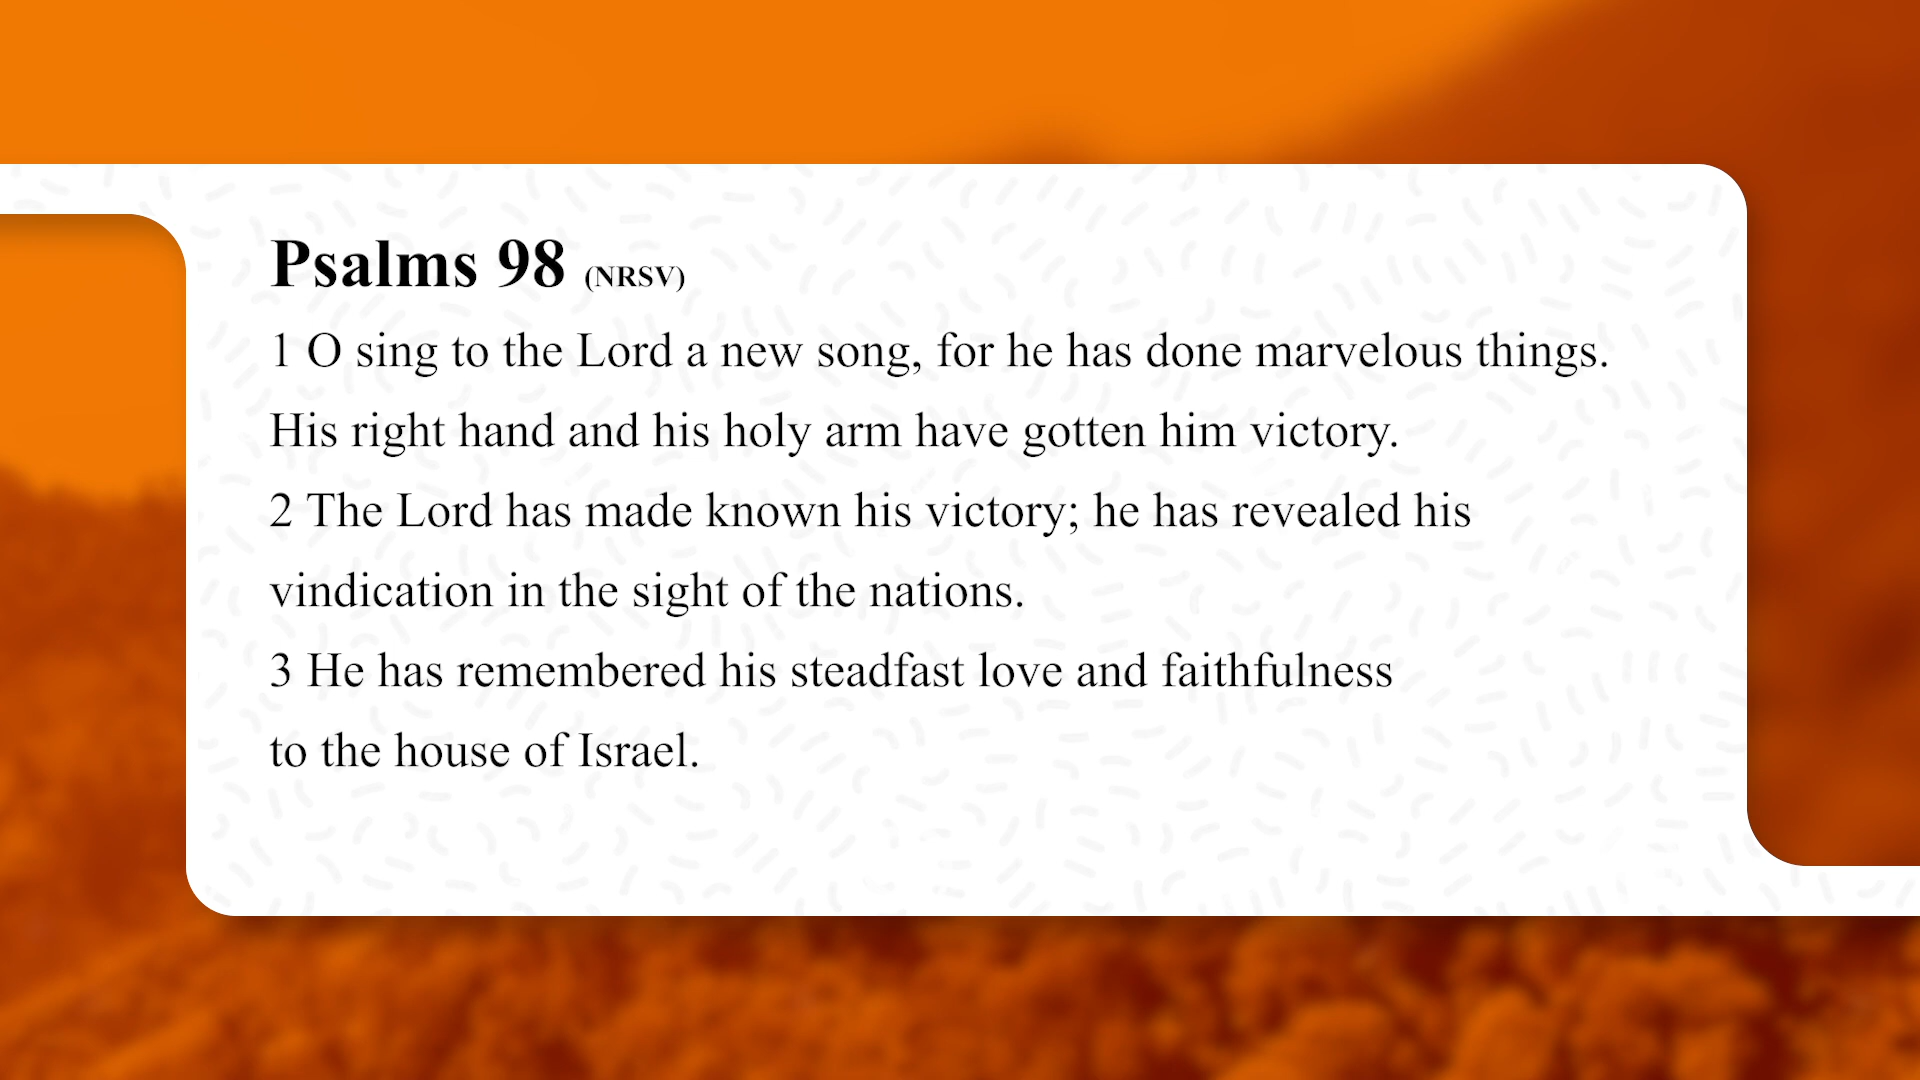 Psalms 98 (NRSV)
1 O sing to the Lord a new song, for he has done marvelous things.
His right hand and his holy arm have gotten him victory.
2 The Lord has made known his victory; he has revealed his
vindication in the sight of the nations.
3 He has remembered his steadfast love and faithfulness
to the house of Israel.